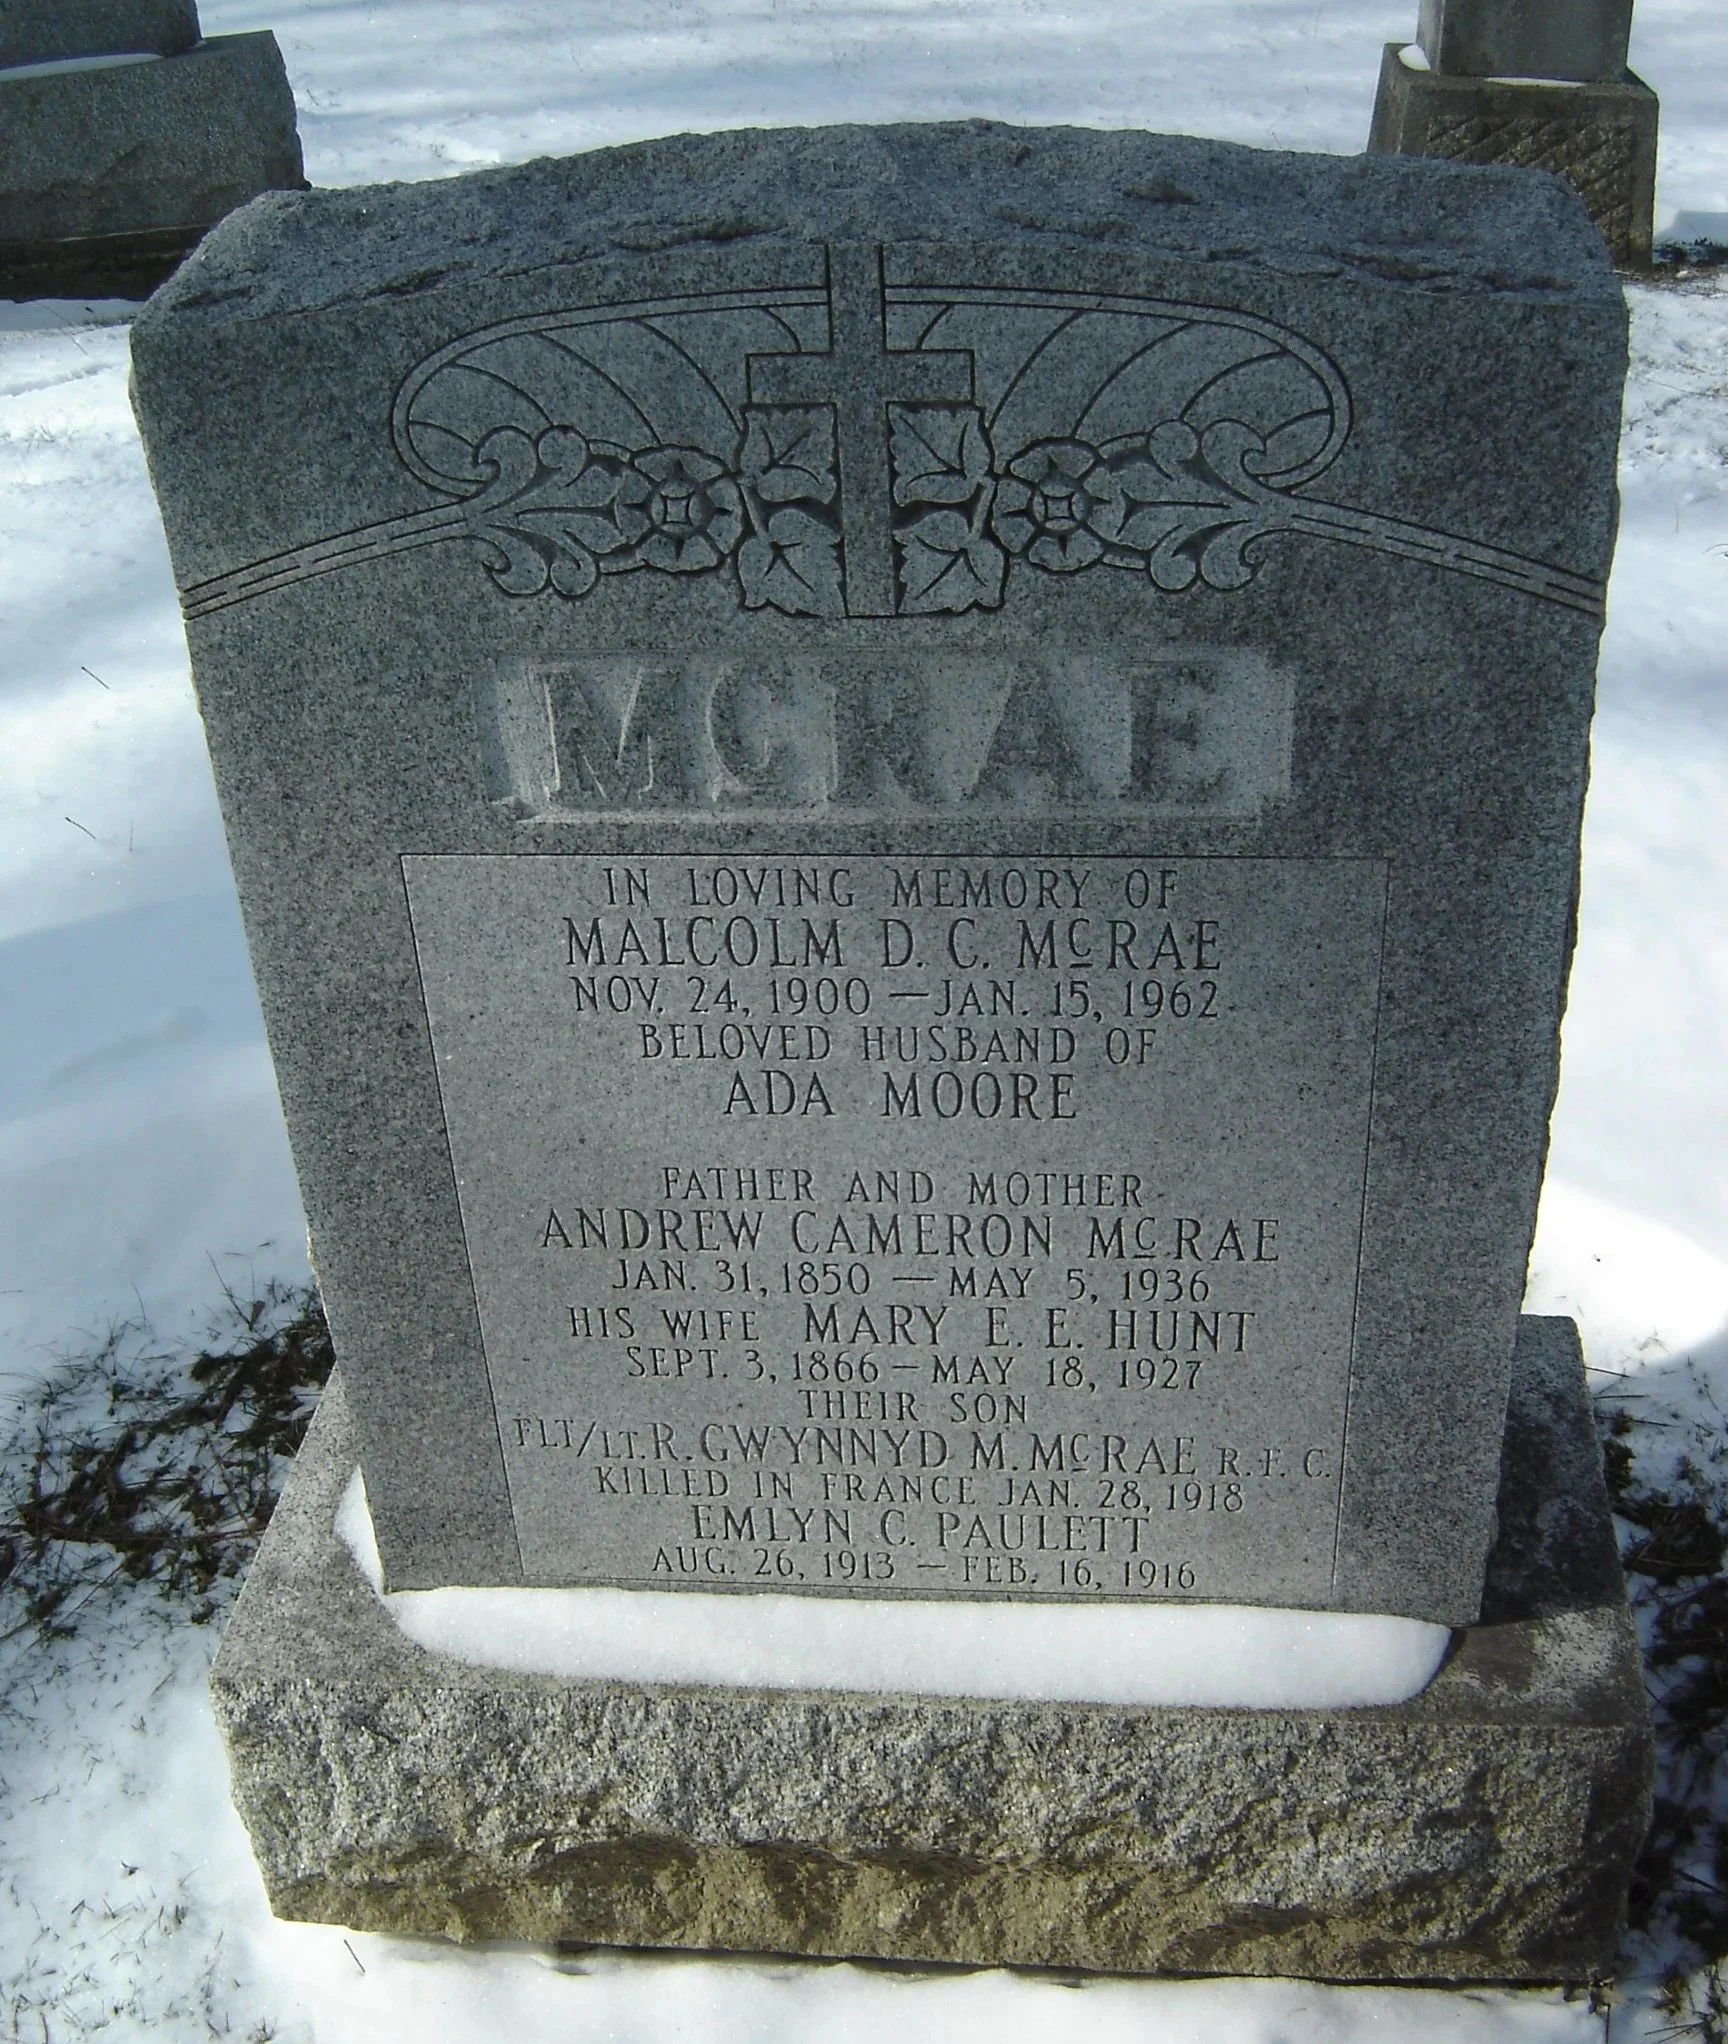 MCRAE
IN LOVING MEMORY OF
MALCOLM D. C. McRAE
NOV. 24, 1900 — JAN. 15, 1962
BELOVED HUSBAND OF
ADA MOORE
FATHER AND MOTHER
ANDREW CAMERON McRAE
JAN. 31, 1850 — MAY 5, 1936
HIS WIFE MARY E. E. HUNT
SEPT. 3, 1866 — MAY 18, 1927
THEIR SON
FLT/LT. R. GWYNNYD M. McRAE R. F. C.
KILLED IN FRANCE JAN. 28, 1918
EMLYN C. PAULETT
AUG. 26, 1913 — FEB. 16, 1916